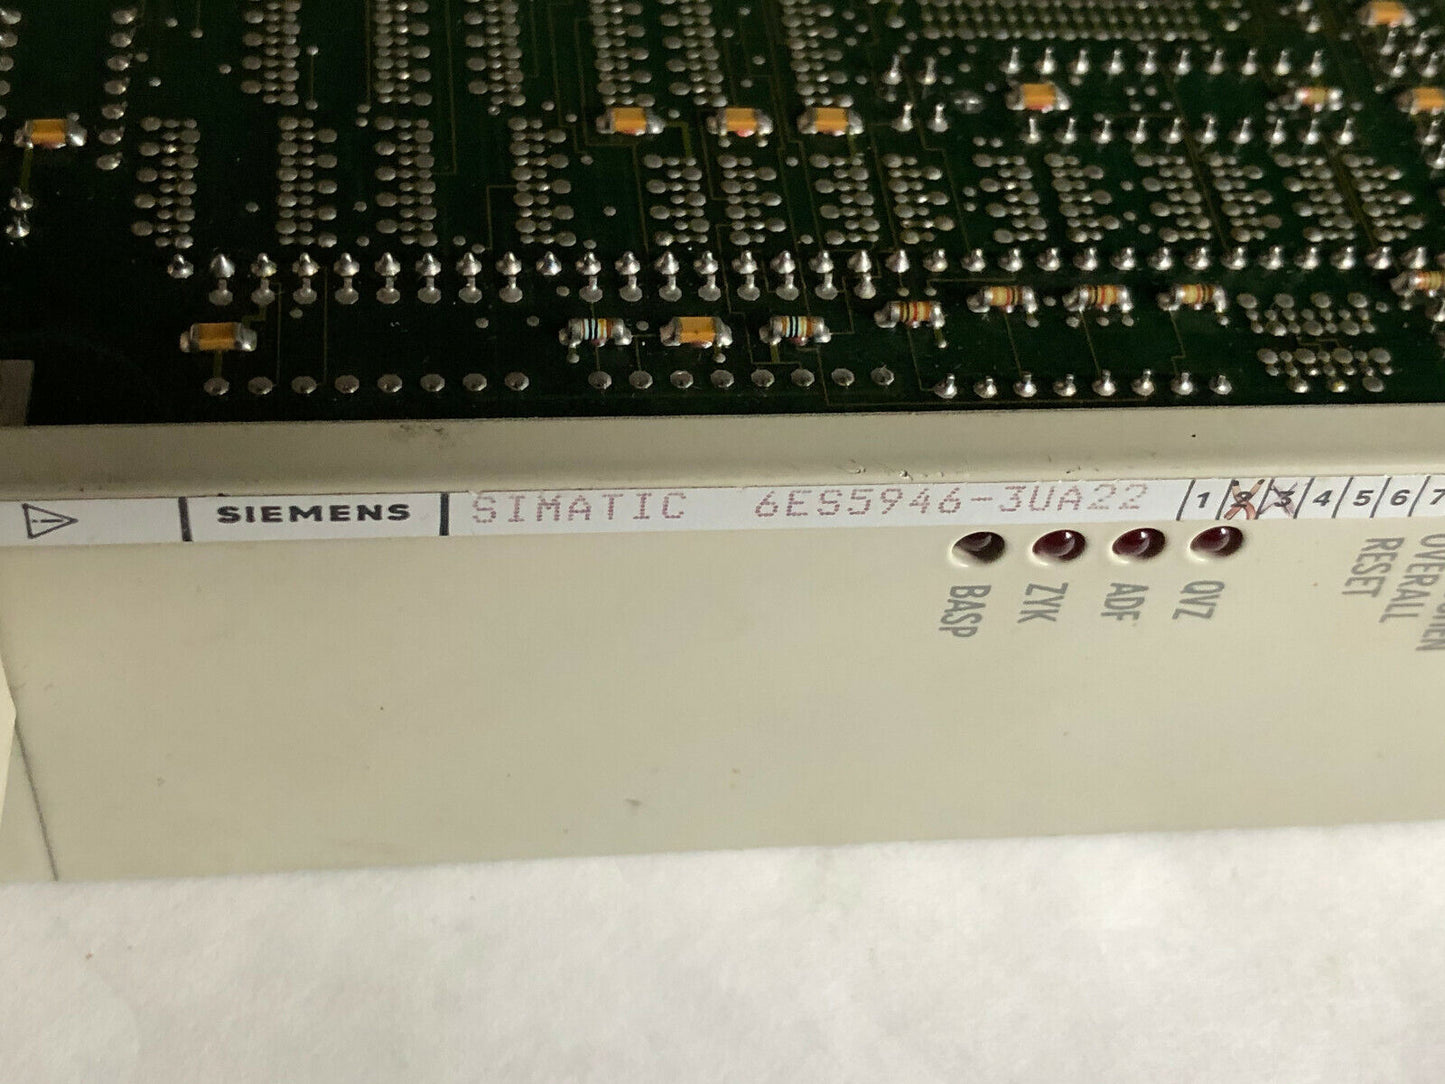 SIEMENS SIMATIC 6ES5946-3UA22 /1/2/3/4/5/6/7
BASP
ZYK
ADF
QVZ
OVERALL
RESET